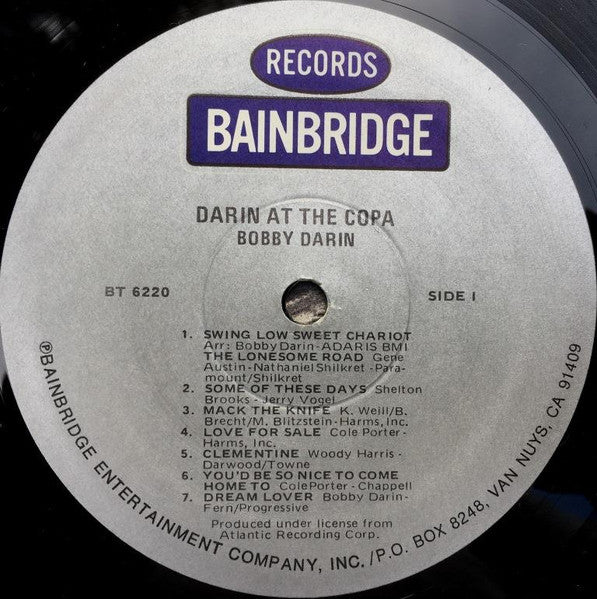 RECORDS
BAINBRIDGE
DARIN AT THE COPA
BOBBY DARIN
BT 6220
SIDE I
1. SWING LOW SWEET CHARIOT
Arr: Bobby Darin-ADARIS BMI
THE LONESOME ROAD Gene
Austin-Nathaniel Shilkret-Para-
mount/Shilkret
2. SOME OF THESE DAYS Shelton
Brooks-Jerry Vogel
3. MACK THE KNIFE K. Weill/B.
Brecht/M. Blitzstein-Harms, Inc.
4. LOVE FOR SALE Cole Porter-
Harms, Inc.
5. CLEMENTINE Woody Harris-
Darwood/Towne
6. YOU'D BE SO NICE TO COME
HOME TO Cole Porter-Chappell
7. DREAM LOVER Bobby Darin-
Fern/Progressive
Produced under license from
Atlantic Recording Corp.
℗BAINBRIDGE ENTERTAINMENT COMPANY, INC./P.O. BOX 8248, VAN NUYS, CA 91409